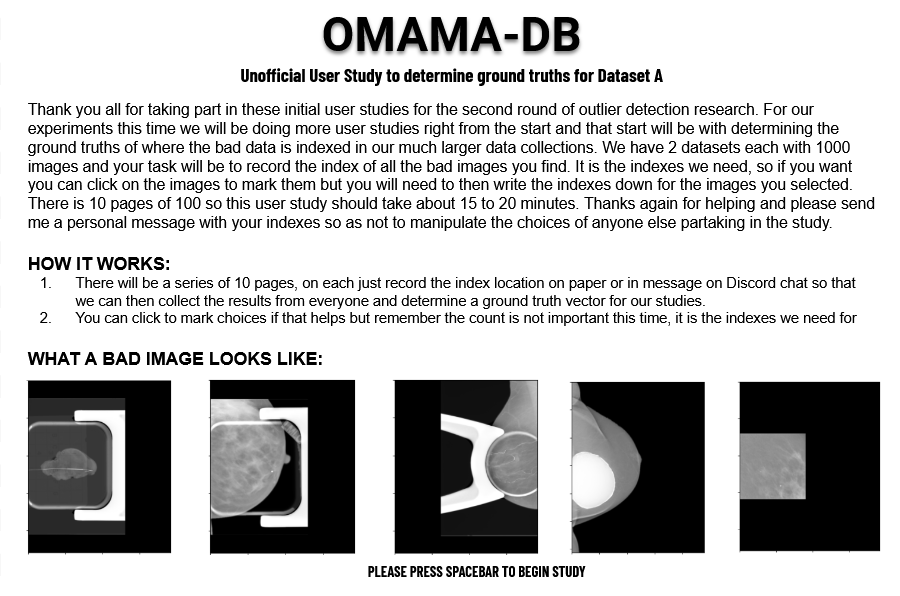 OMAMA-DB
Unofficial User Study to determine ground truths for Dataset A
Thank you all for taking part in these initial user studies for the second round of outlier detection research. For our
experiments this time we will be doing more user studies right from the start and that start will be with determining the
ground truths of where the bad data is indexed in our much larger data collections. We have 2 datasets each with 1000
images and your task will be to record the index of all the bad images you find. It is the indexes we need, so if you want
you can click on the images to mark them but you will need to then write the indexes down for the images you selected.
There is 10 pages of 100 so this user study should take about 15 to 20 minutes. Thanks again for helping and please send
me a personal message with your indexes so as not to manipulate the choices of anyone else partaking in the study.
HOW IT WORKS:
1. There will be a series of 10 pages, on each just record the index location on paper or in message on Discord chat so that
we can then collect the results from everyone and determine a ground truth vector for our studies.
2. You can click to mark choices if that helps but remember the count is not important this time, it is the indexes we need for
WHAT A BAD IMAGE LOOKS LIKE:
PLEASE PRESS SPACEBAR TO BEGIN STUDY